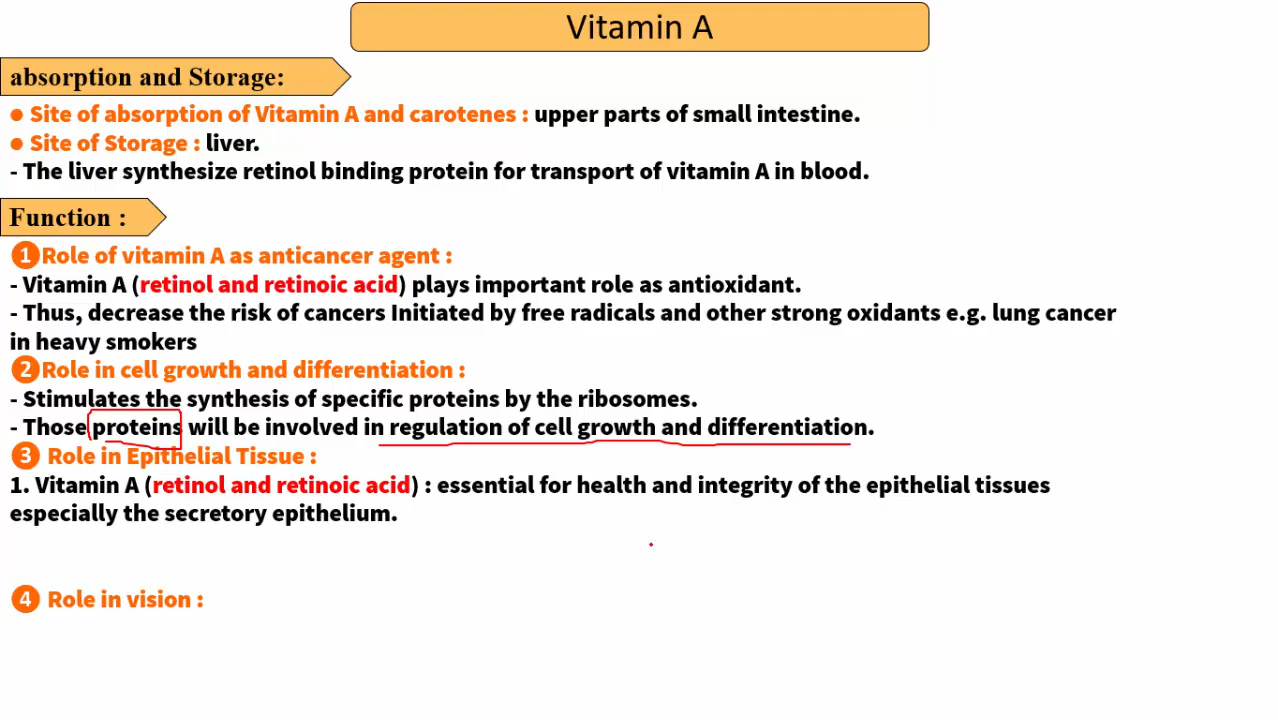 Vitamin A
absorption and Storage:
● Site of absorption of Vitamin A and carotenes : upper parts of small intestine.
● Site of Storage : liver.
- The liver synthesize retinol binding protein for transport of vitamin A in blood.
Function :
❶Role of vitamin A as anticancer agent :
- Vitamin A (retinol and retinoic acid) plays important role as antioxidant.
- Thus, decrease the risk of cancers Initiated by free radicals and other strong oxidants e.g. lung cancer
in heavy smokers
❷Role in cell growth and differentiation :
- Stimulates the synthesis of specific proteins by the ribosomes.
- Those proteins will be involved in regulation of cell growth and differentiation.
❸ Role in Epithelial Tissue :
1. Vitamin A (retinol and retinoic acid) : essential for health and integrity of the epithelial tissues
especially the secretory epithelium.
❹ Role in vision :